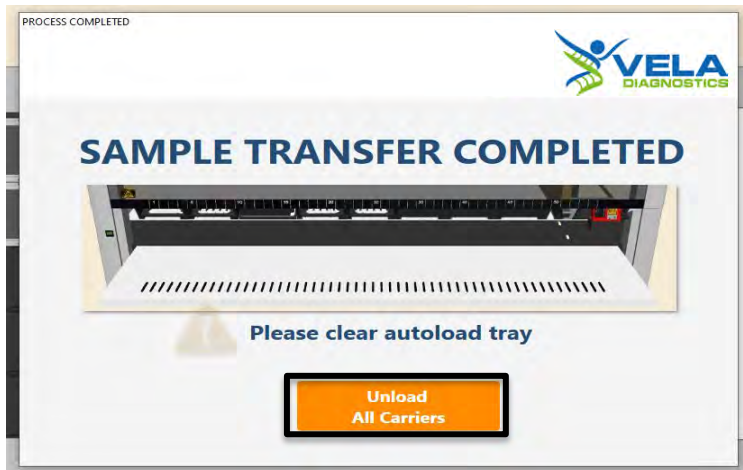 PROCESS COMPLETED
VELA
DIAGNOSTICS
SAMPLE TRANSFER COMPLETED
Please clear autoload tray
Unload
All Carriers